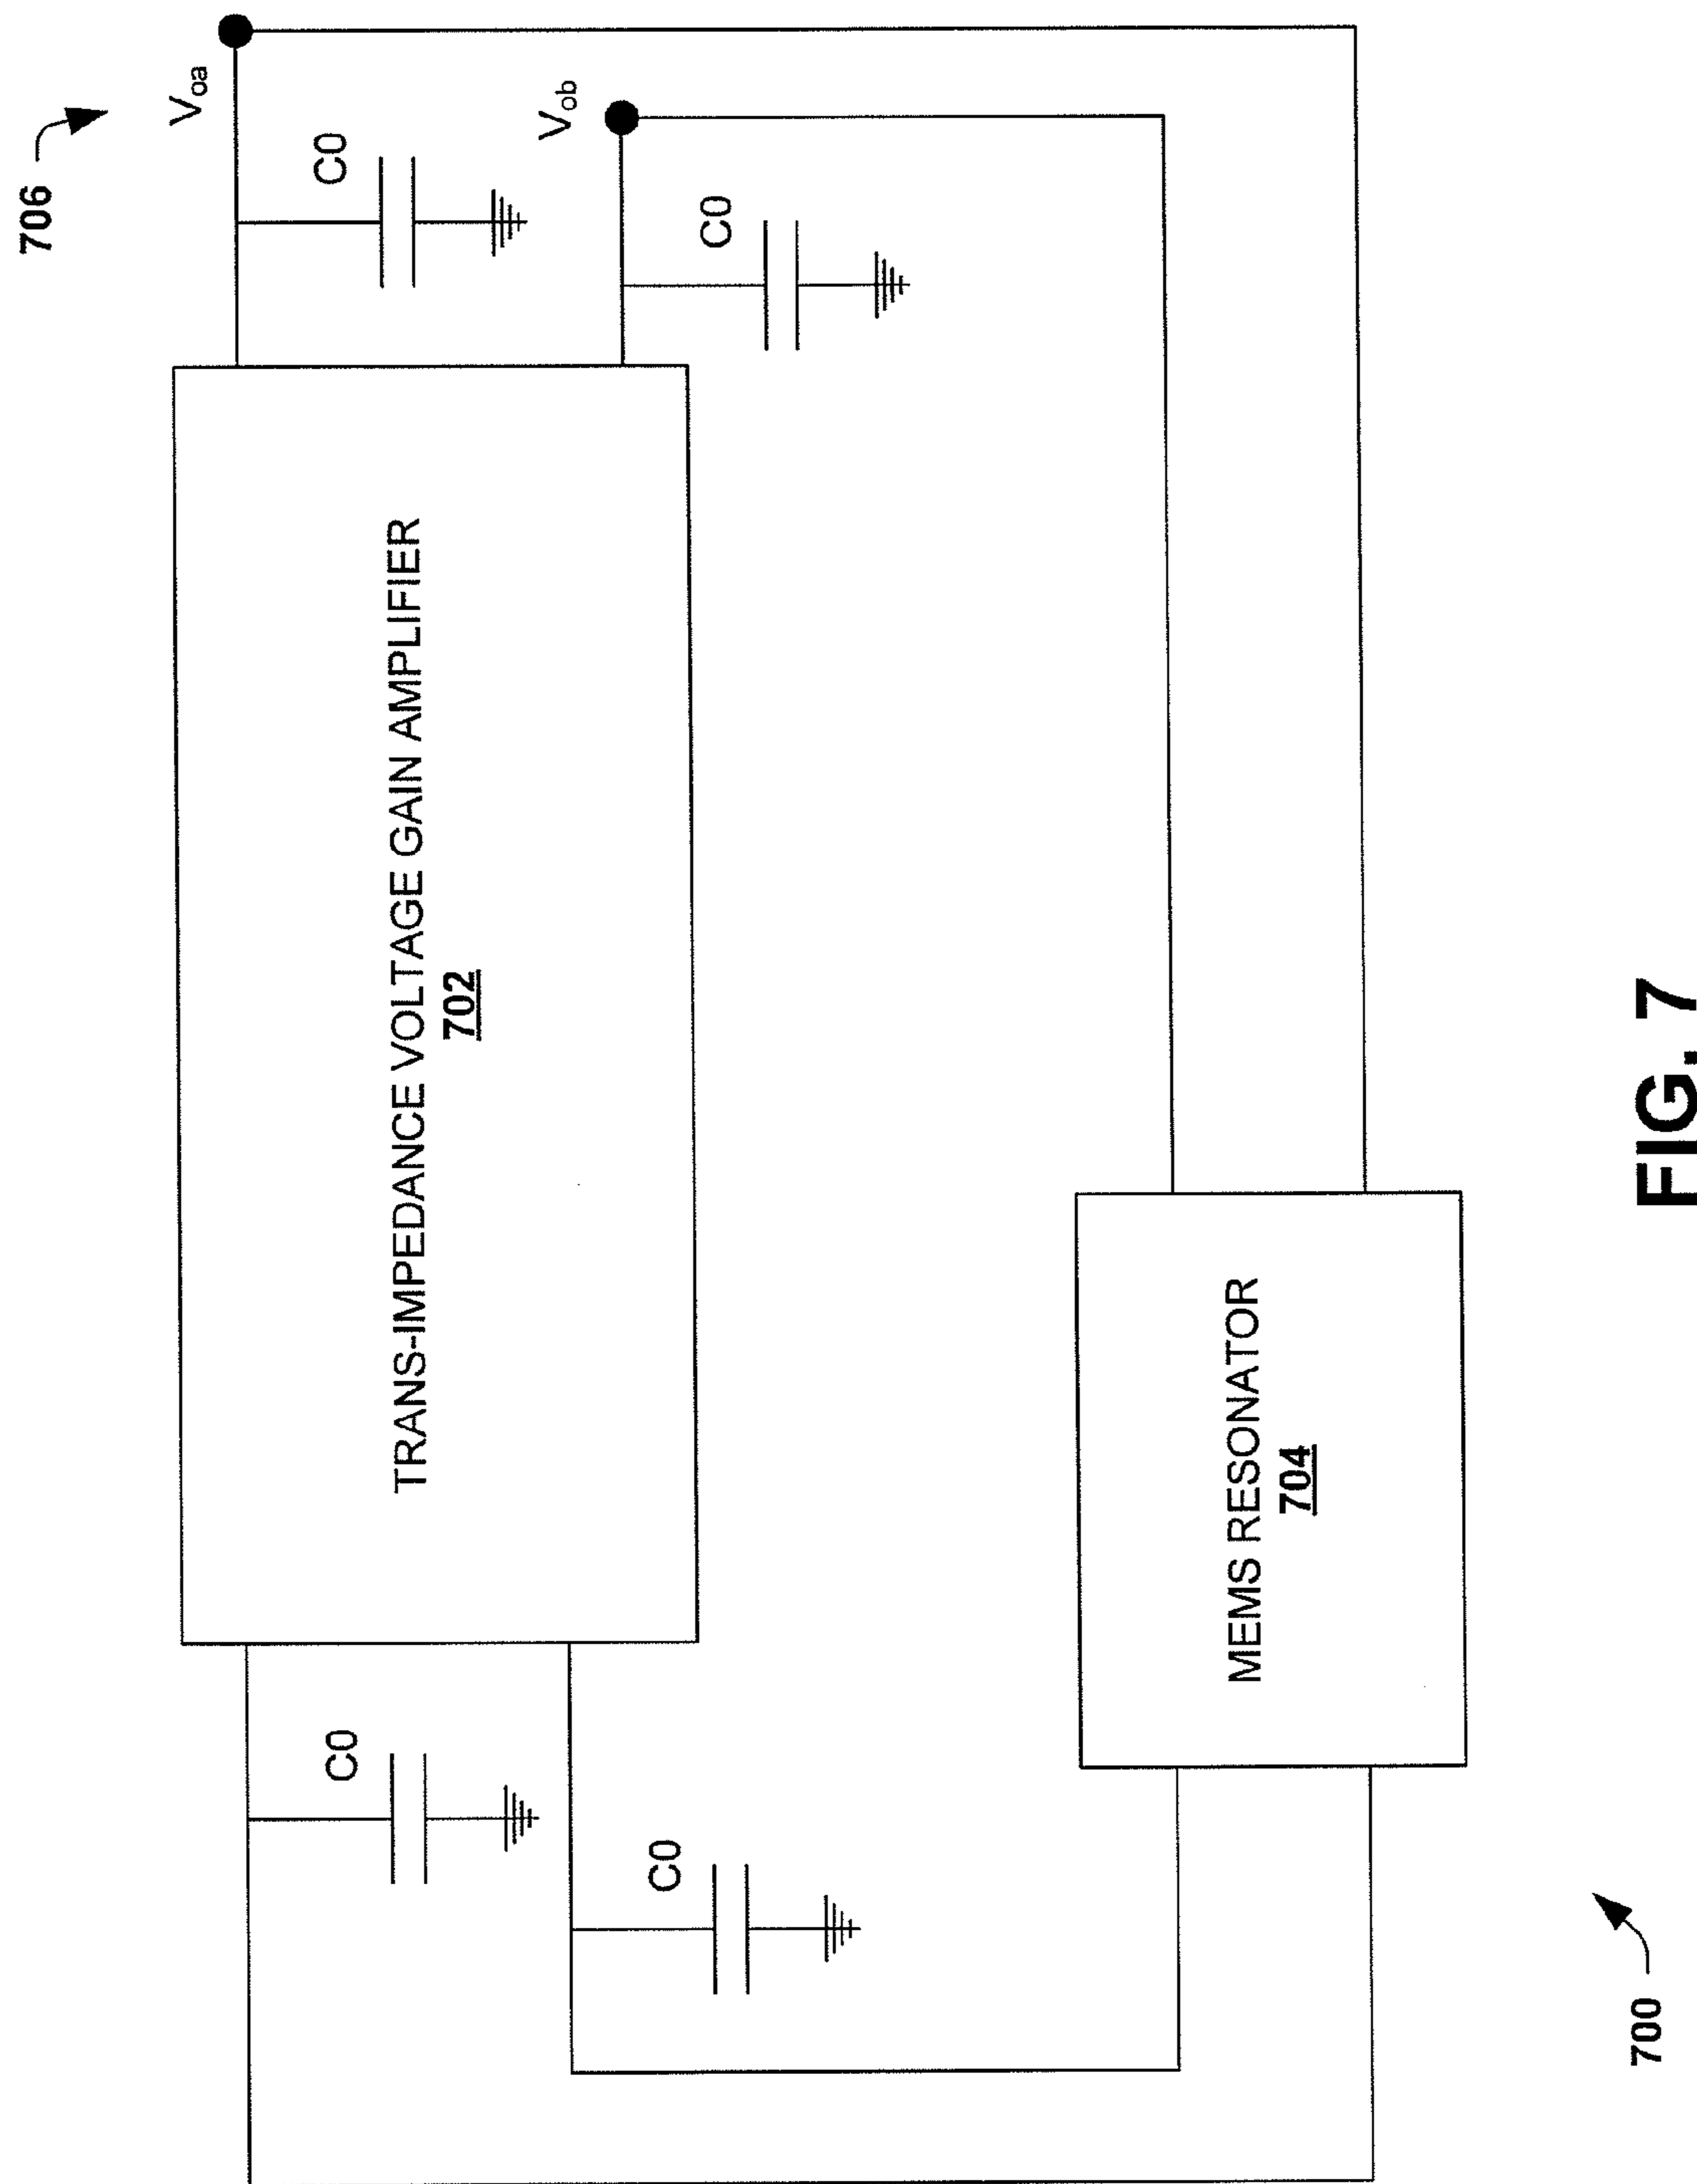 706
Voa
C0
Vob
C0
TRANS-IMPEDANCE VOLTAGE GAIN AMPLIFIER
702
C0
C0
MEMS RESONATOR
704
700
FIG. 7